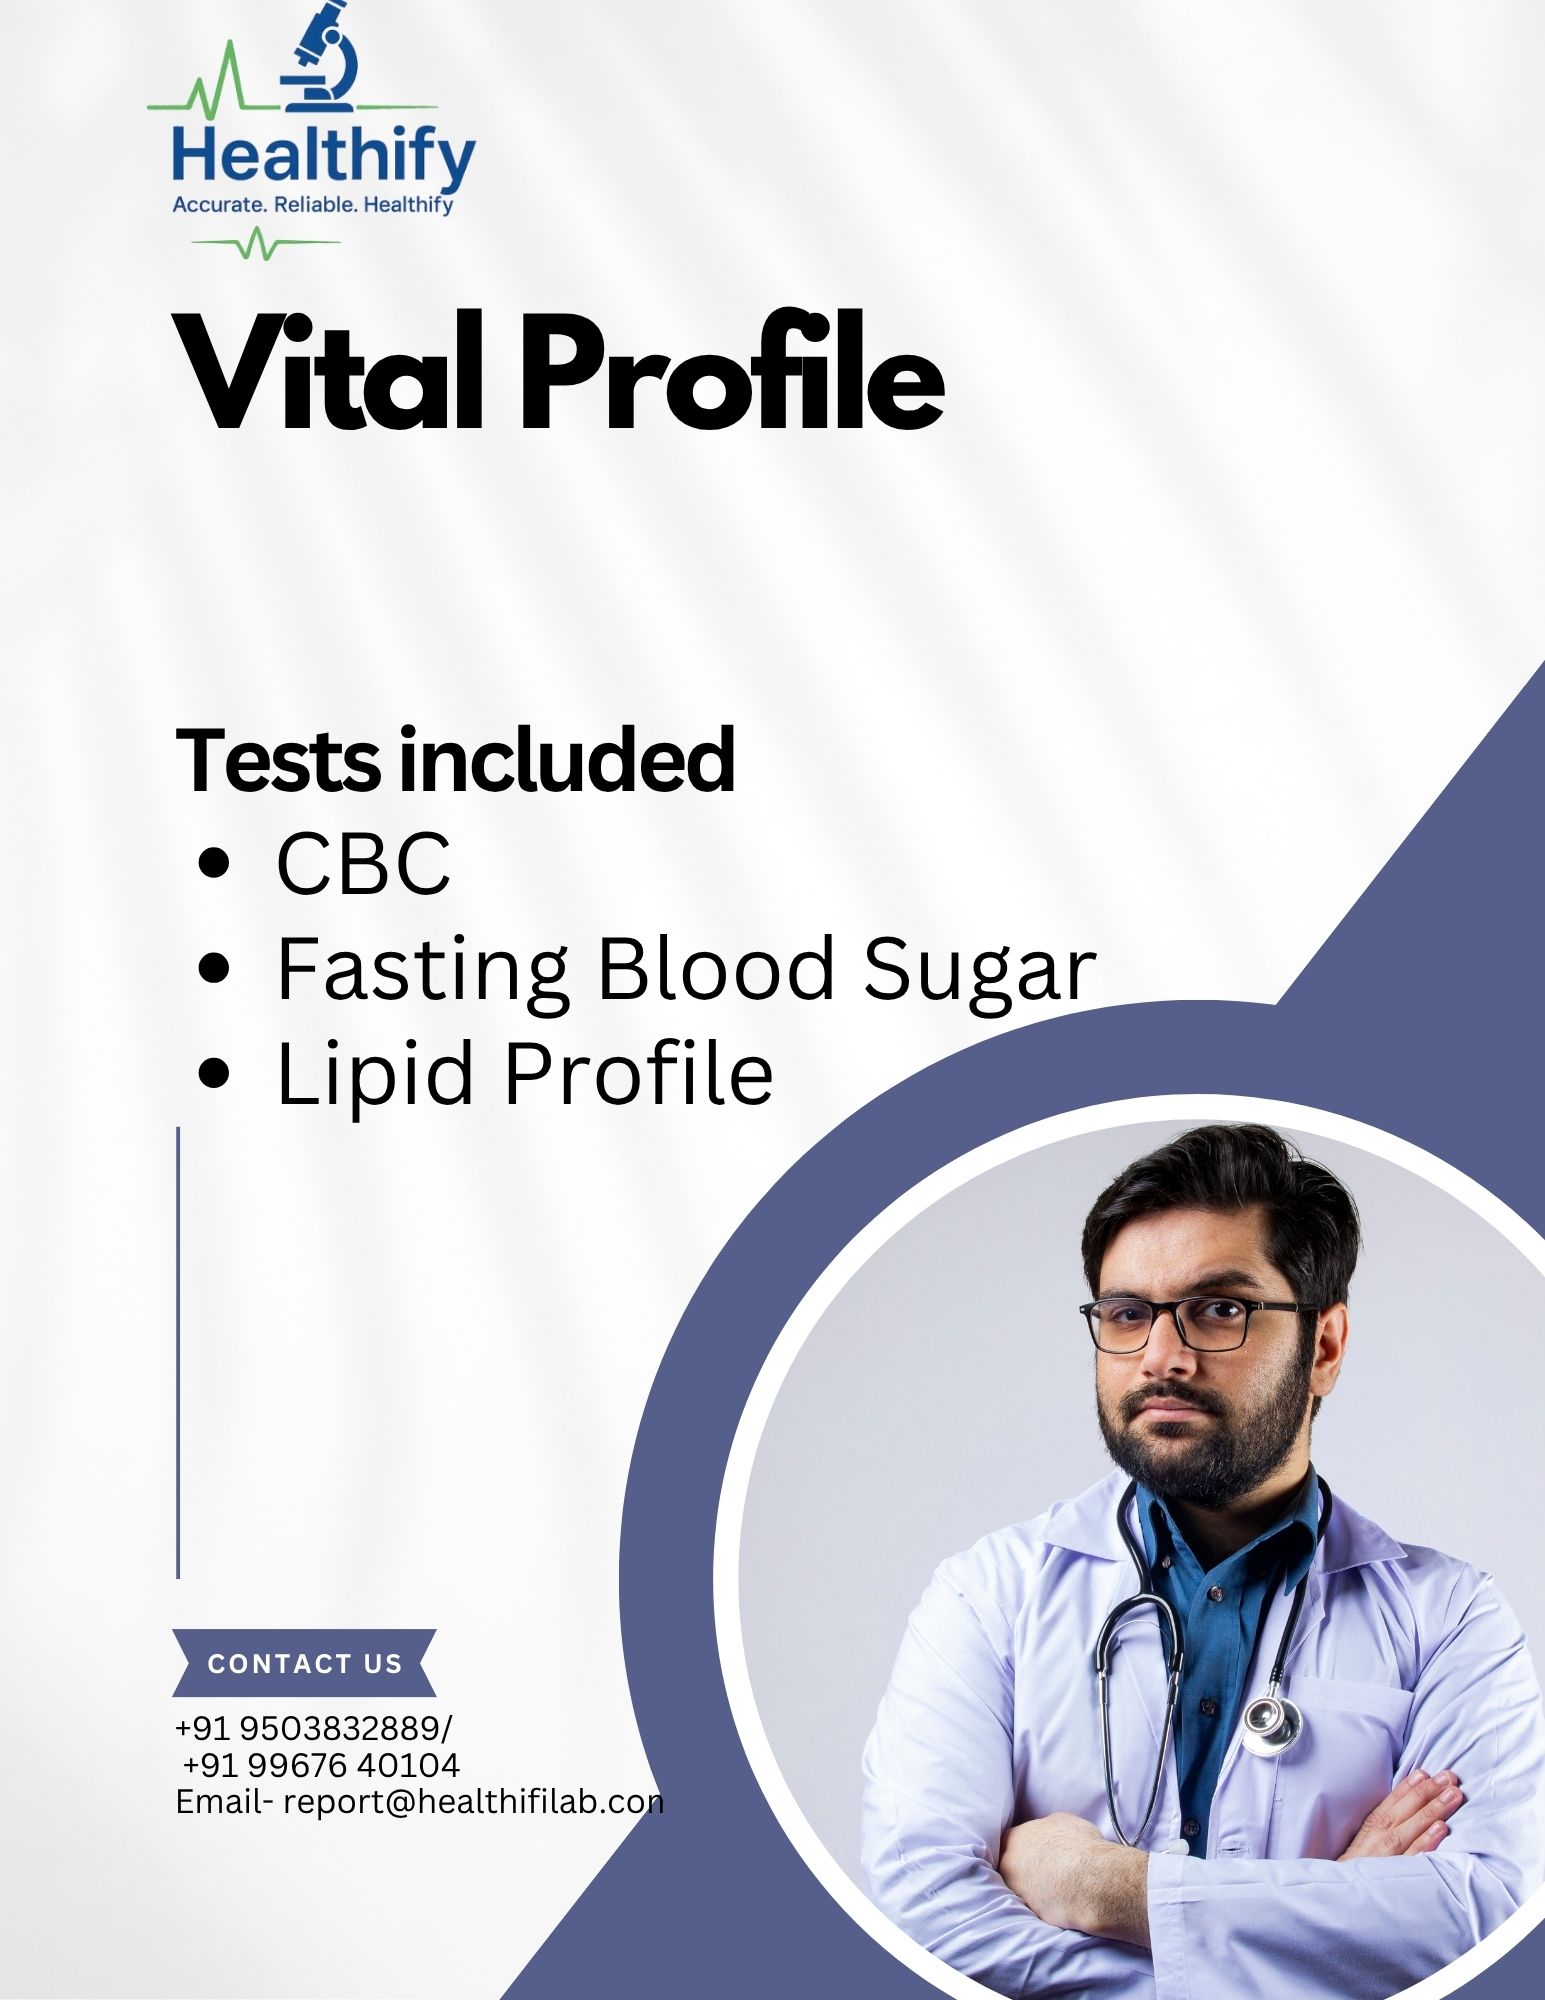 Healthify
Accurate. Reliable. Healthify
Vital Profile
Tests included
• CBC
• Fasting Blood Sugar
• Lipid Profile
CONTACT US
+91 9503832889/
+91 99676 40104
Email- report@healthifilab.con